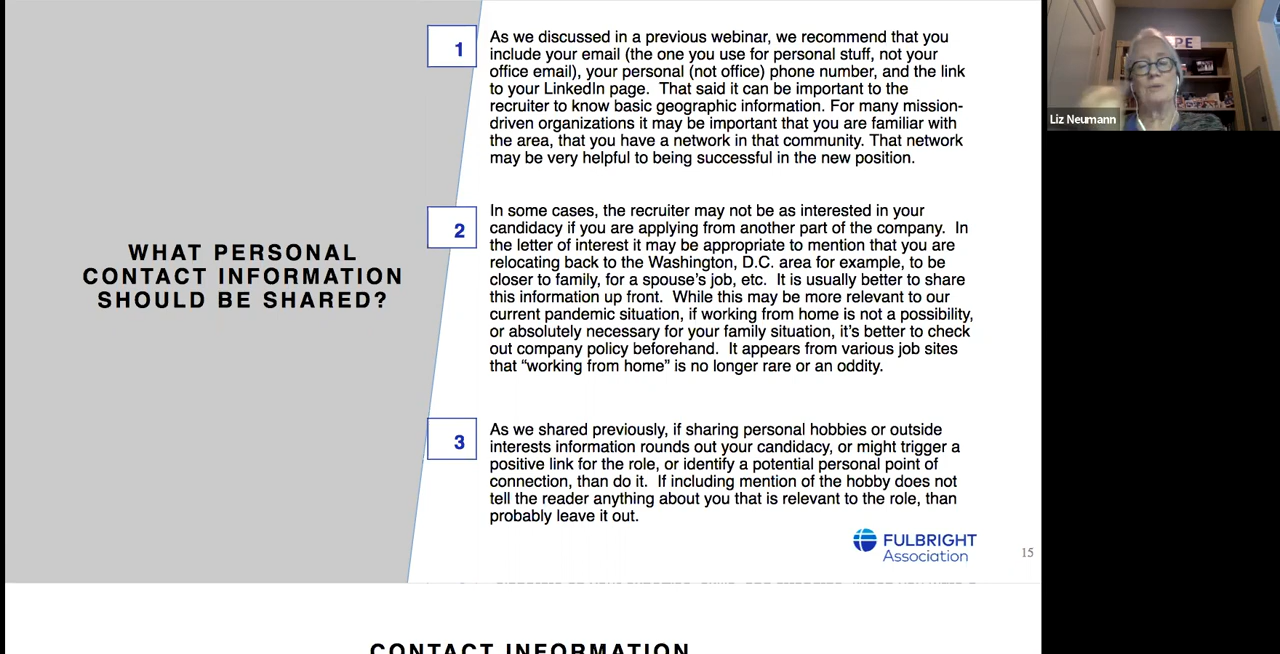 WHAT PERSONAL
CONTACT INFORMATION
SHOULD BE SHARED?
1
As we discussed in a previous webinar, we recommend that you
include your email (the one you use for personal stuff, not your
office email), your personal (not office) phone number, and the link
to your LinkedIn page.  That said it can be important to the
recruiter to know basic geographic information. For many mission-
driven organizations it may be important that you are familiar with
the area, that you have a network in that community. That network
may be very helpful to being successful in the new position.
2
In some cases, the recruiter may not be as interested in your
candidacy if you are applying from another part of the company.  In
the letter of interest it may be appropriate to mention that you are
relocating back to the Washington, D.C. area for example, to be
closer to family, for a spouse's job, etc.  It is usually better to share
this information up front.  While this may be more relevant to our
current pandemic situation, if working from home is not a possibility,
or absolutely necessary for your family situation, it's better to check
out company policy beforehand.  It appears from various job sites
that “working from home” is no longer rare or an oddity.
3
As we shared previously, if sharing personal hobbies or outside
interests information rounds out your candidacy, or might trigger a
positive link for the role, or identify a potential personal point of
connection, than do it.  If including mention of the hobby does not
tell the reader anything about you that is relevant to the role, than
probably leave it out.
FULBRIGHT
Association
15
CONTACT INFORMATION
PE
Liz Neumann